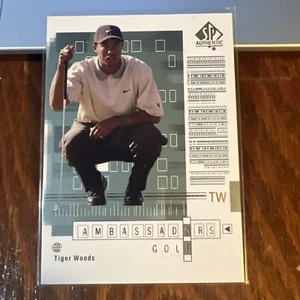 SP
AUTHENTIC
TW
AMBASSADORS
GOLF
Tiger Woods